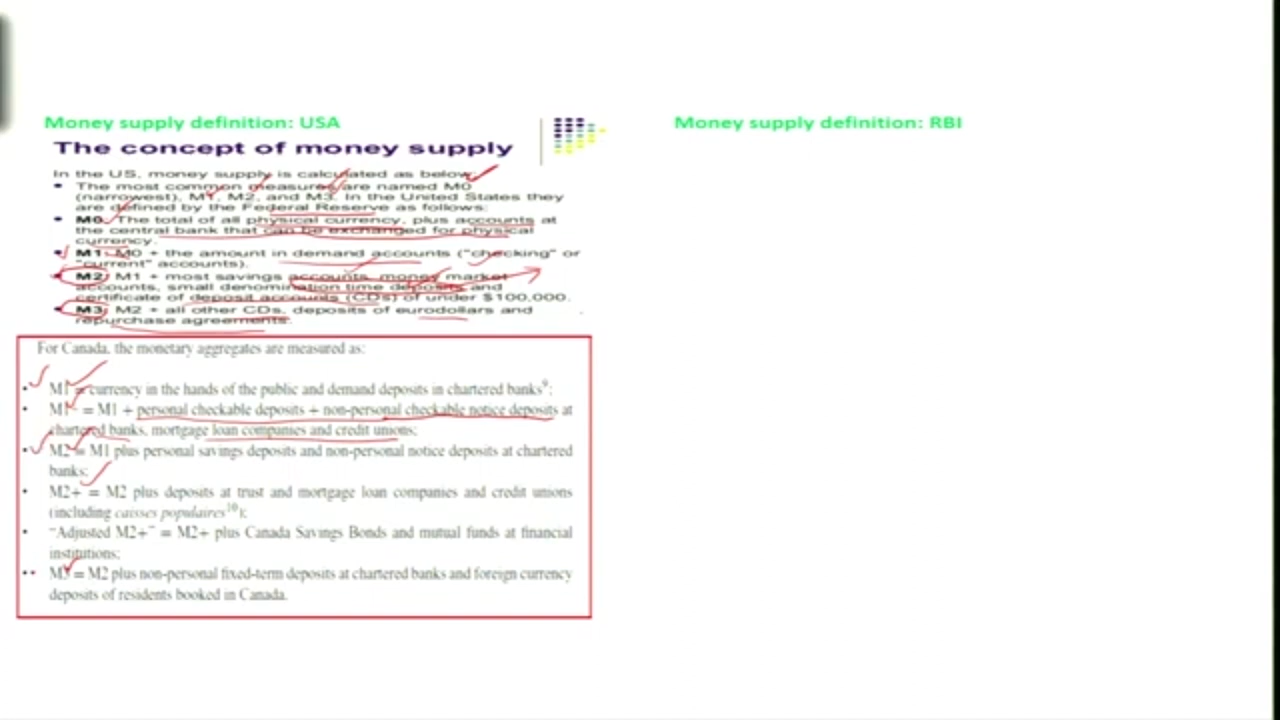 Money supply definition: USA
Money supply definition: RBI
The concept of money supply
In the US, money supply is calculated as below:
• The most common measures are named M0
(narrowest), M1, M2, and M3. In the United States they
are defined by the Federal Reserve as follows:
• M0: The total of all physical currency, plus accounts at
the central bank that can be exchanged for physical
currency.
• M1: M0 + the amount in demand accounts ("checking" or
"current" accounts).
• M2: M1 + most savings accounts, money market
accounts, small denomination time deposits and
certificate of deposit accounts (CDs) of under $100,000.
• M3: M2 + all other CDs, deposits of eurodollars and
repurchase agreements.
For Canada, the monetary aggregates are measured as:
• M1 = currency in the hands of the public and demand deposits in chartered banks9;
• M1+ = M1 + personal checkable deposits + non-personal checkable notice deposits at
chartered banks, mortgage loan companies and credit unions;
• M2 = M1 plus personal savings deposits and non-personal notice deposits at chartered
banks;
• M2+ = M2 plus deposits at trust and mortgage loan companies and credit unions
(including caisses populaires10);
• "Adjusted M2+" = M2+ plus Canada Savings Bonds and mutual funds at financial
institutions;
•• M3 = M2 plus non-personal fixed-term deposits at chartered banks and foreign currency
deposits of residents booked in Canada.